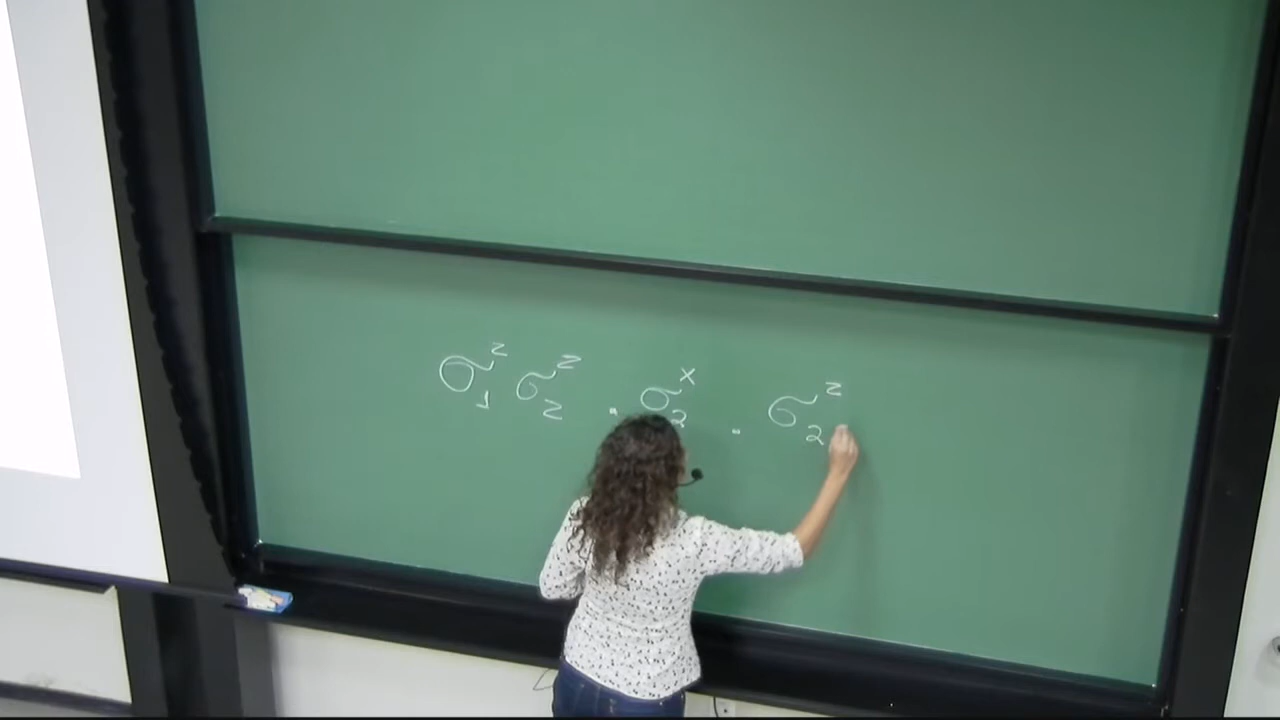 σ₁ᶻ σ₂ᶻ . σ₂ˣ . σ₂ᶻ